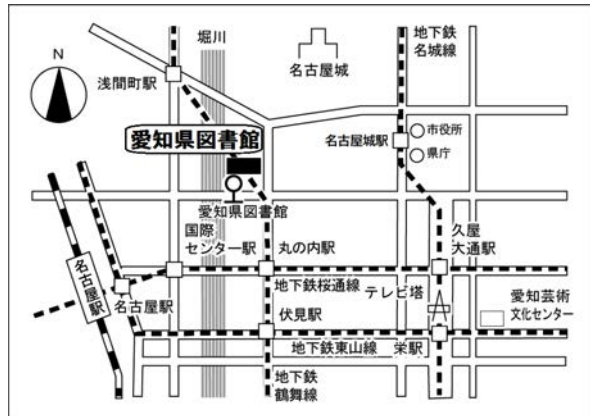 堀川
地下鉄
名城線
N
名古屋城
浅間町駅
愛知県図書館
市役所
名古屋城駅
県庁
愛知県図書館
国際
センター駅
丸の内駅
久屋
大通駅
名古屋駅
名古屋駅
地下鉄桜通線
テレビ塔
愛知芸術
文化センター
伏見駅
地下鉄東山線
栄駅
地下鉄
鶴舞線